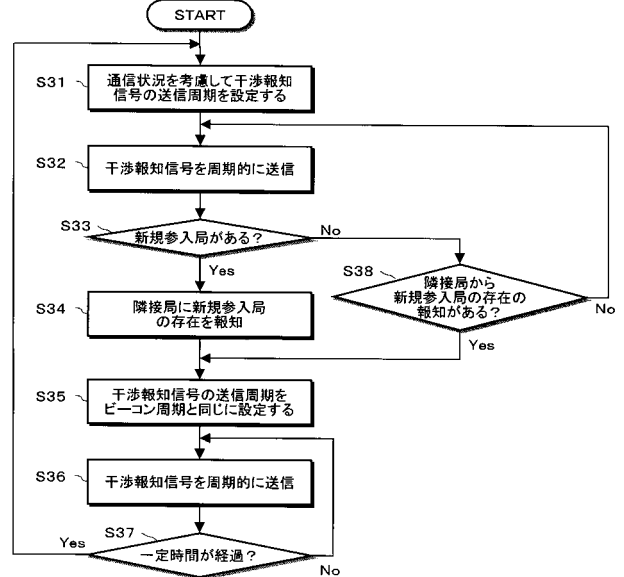 START
S31
通信状況を考慮して干渉報知
信号の送信周期を設定する
S32
干渉報知信号を周期的に送信
S33
新規参入局がある?
No
Yes
S38
隣接局から
新規参入局の存在の
報知がある?
No
Yes
S34
隣接局に新規参入局
の存在を報知
S35
干渉報知信号の送信周期を
ビーコン周期と同じに設定する
S36
干渉報知信号を周期的に送信
S37
一定時間が経過?
Yes
No